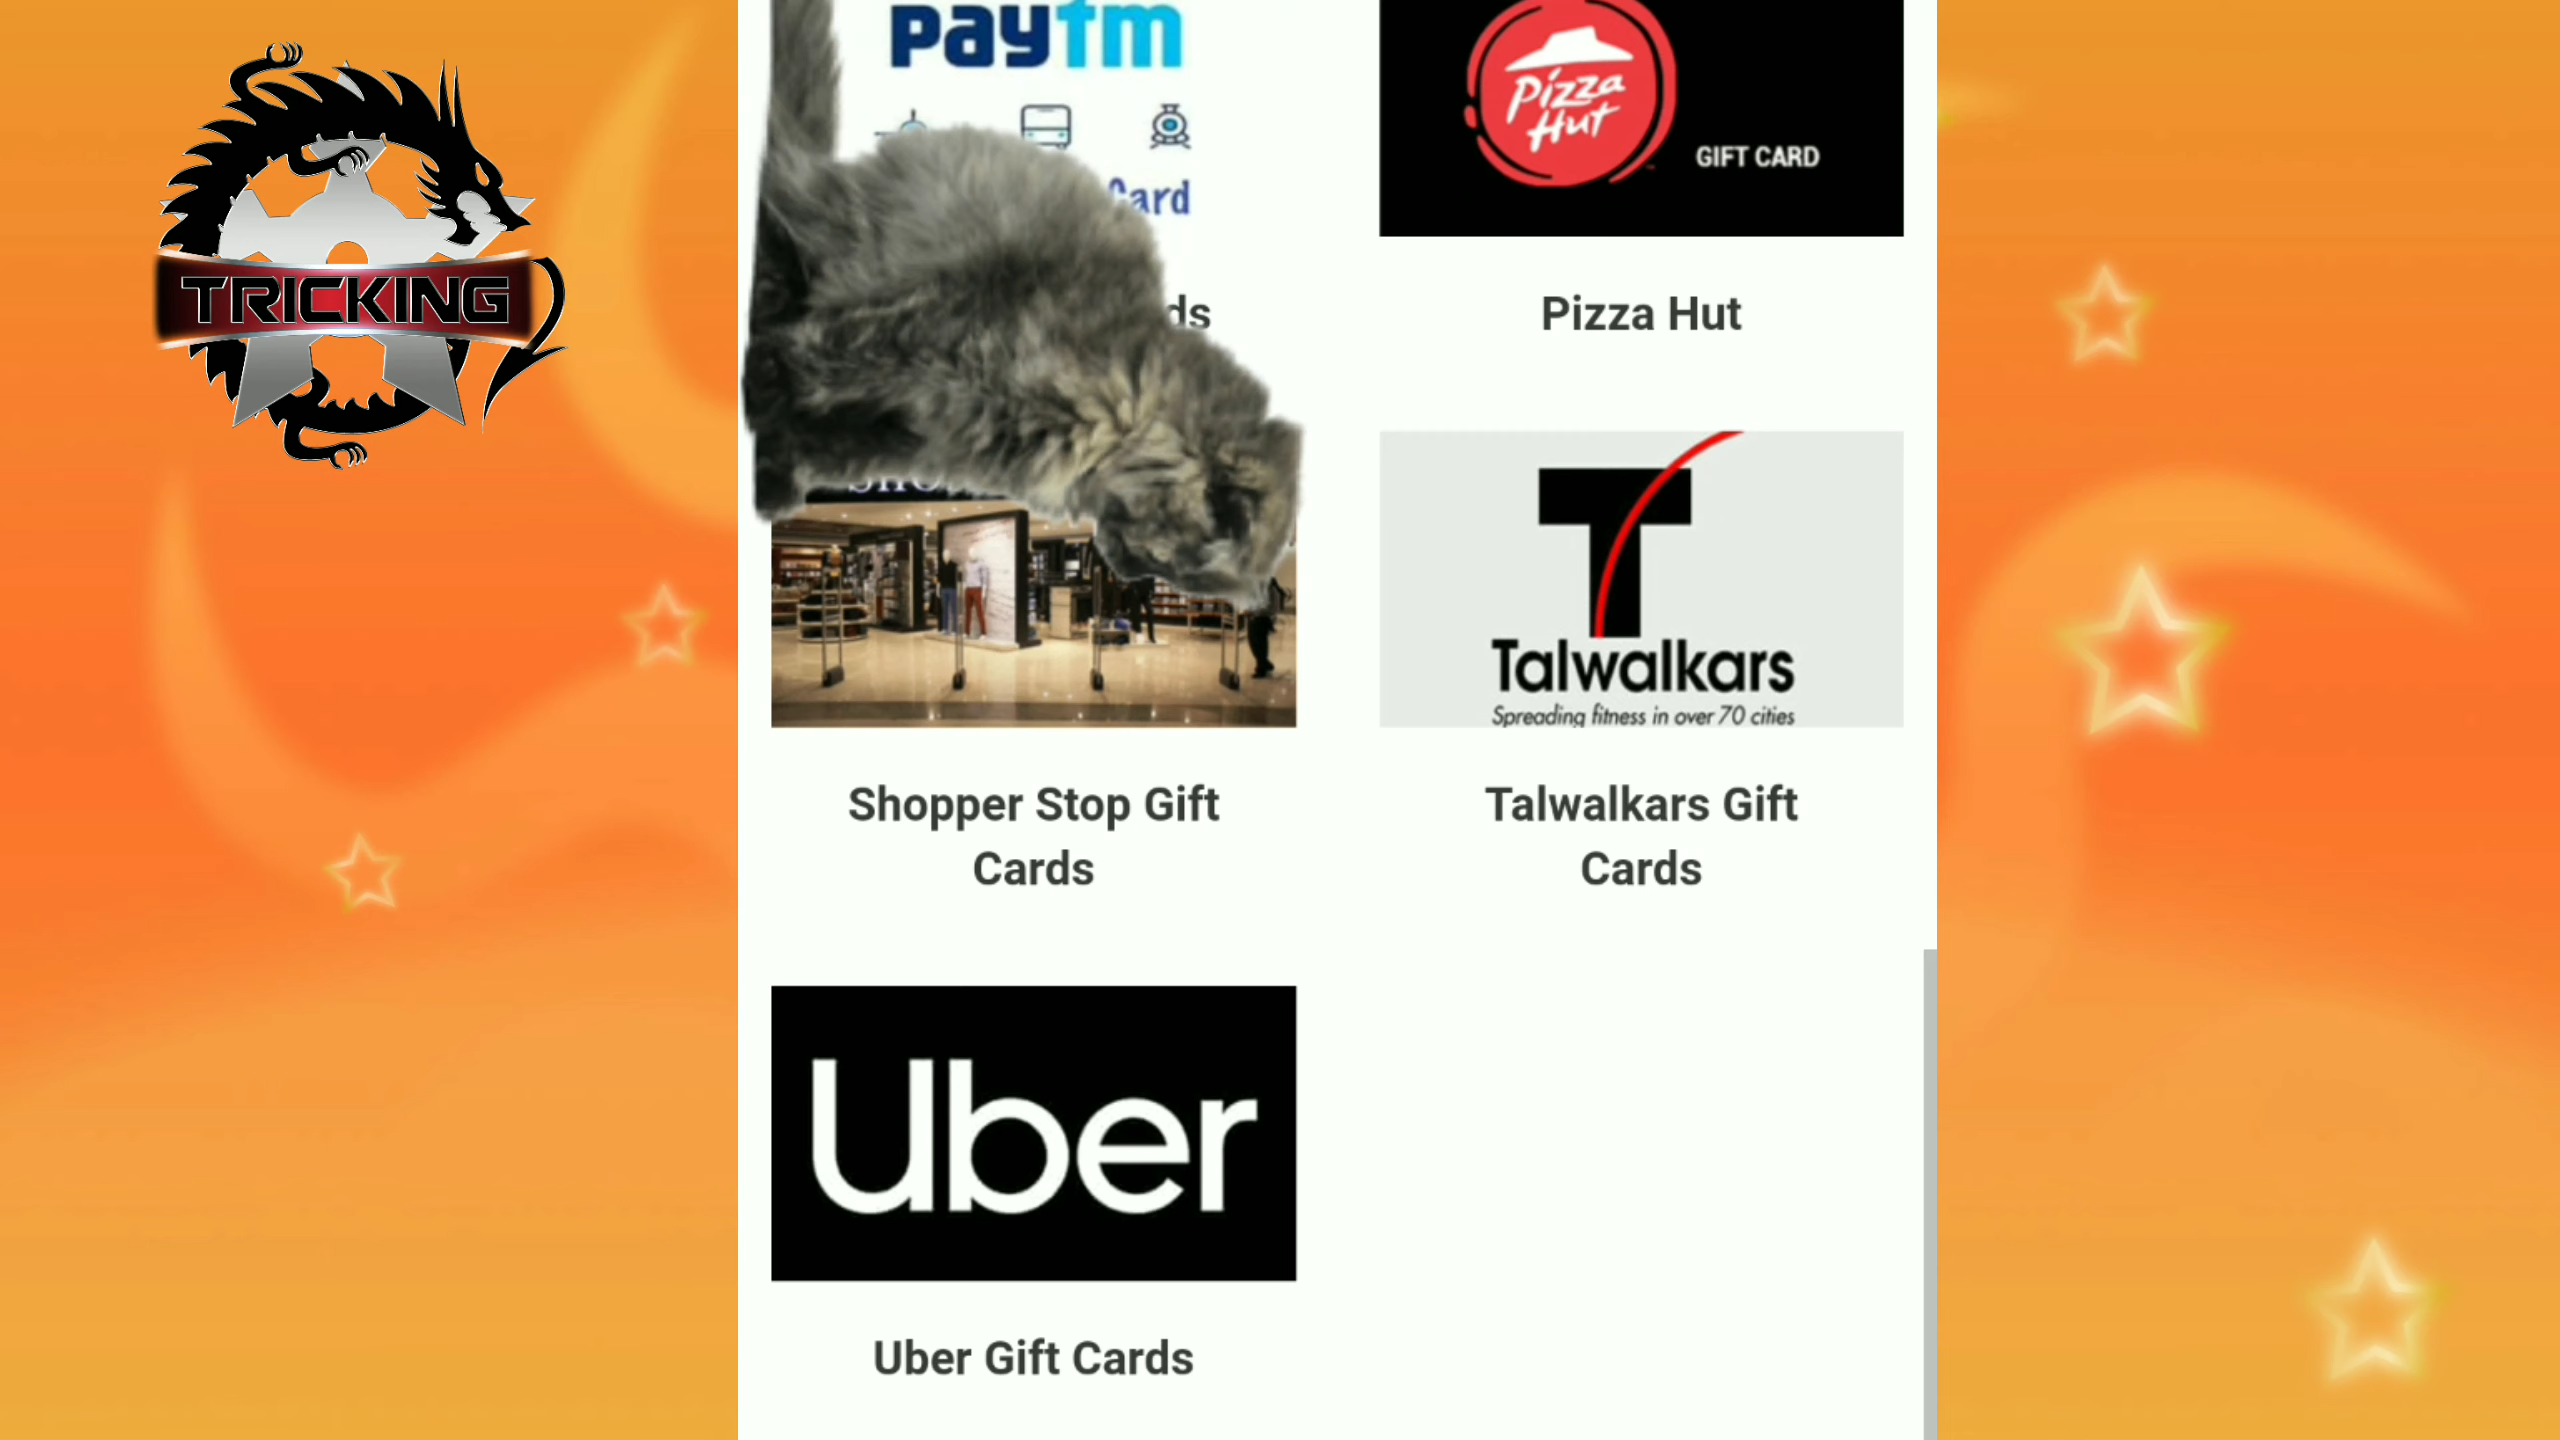 TRICKING
paytm
Card
Pizza
Hut
GIFT CARD
Pizza Hut
Talwalkars
Spreading fitness in over 70 cities
Shopper Stop Gift
Cards
Talwalkars Gift
Cards
Uber
Uber Gift Cards